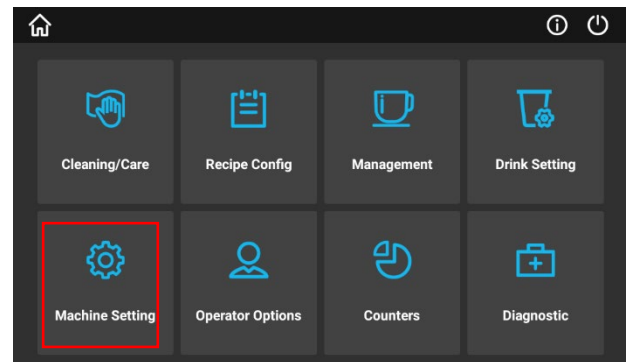 Cleaning/Care
Recipe Config
Management
Drink Setting
Machine Setting
Operator Options
Counters
Diagnostic